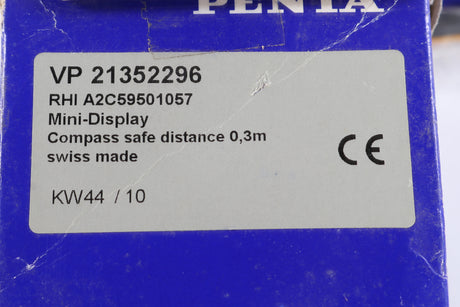 PENTA
VP 21352296
RHI A2C59501057
Mini-Display
Compass safe distance 0,3m
swiss made
CE
KW44 / 10